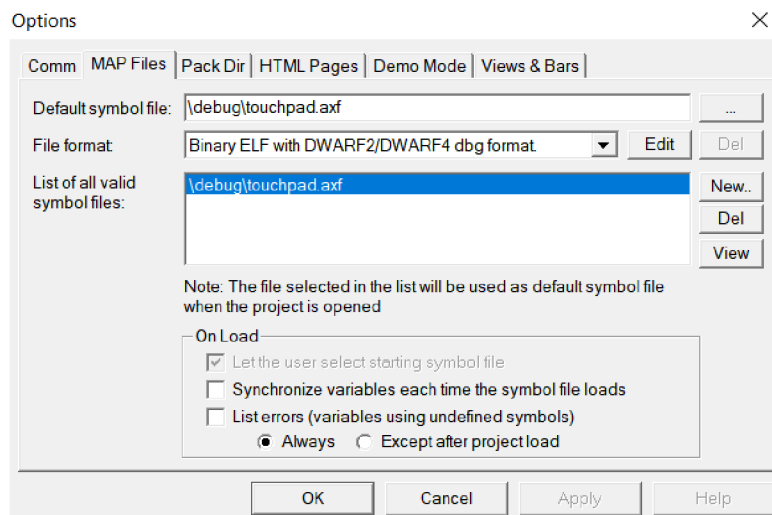 Options
Comm MAP Files Pack Dir HTML Pages Demo Mode Views & Bars
Default symbol file: \debug\touchpad.axf ...
File format: Binary ELF with DWARF2/DWARF4 dbg format. Edit Del
List of all valid symbol files: \debug\touchpad.axf New..
Del
View
Note: The file selected in the list will be used as default symbol file
when the project is opened
On Load
Let the user select starting symbol file
Synchronize variables each time the symbol file loads
List errors (variables using undefined symbols)
Always Except after project load
OK Cancel Apply Help